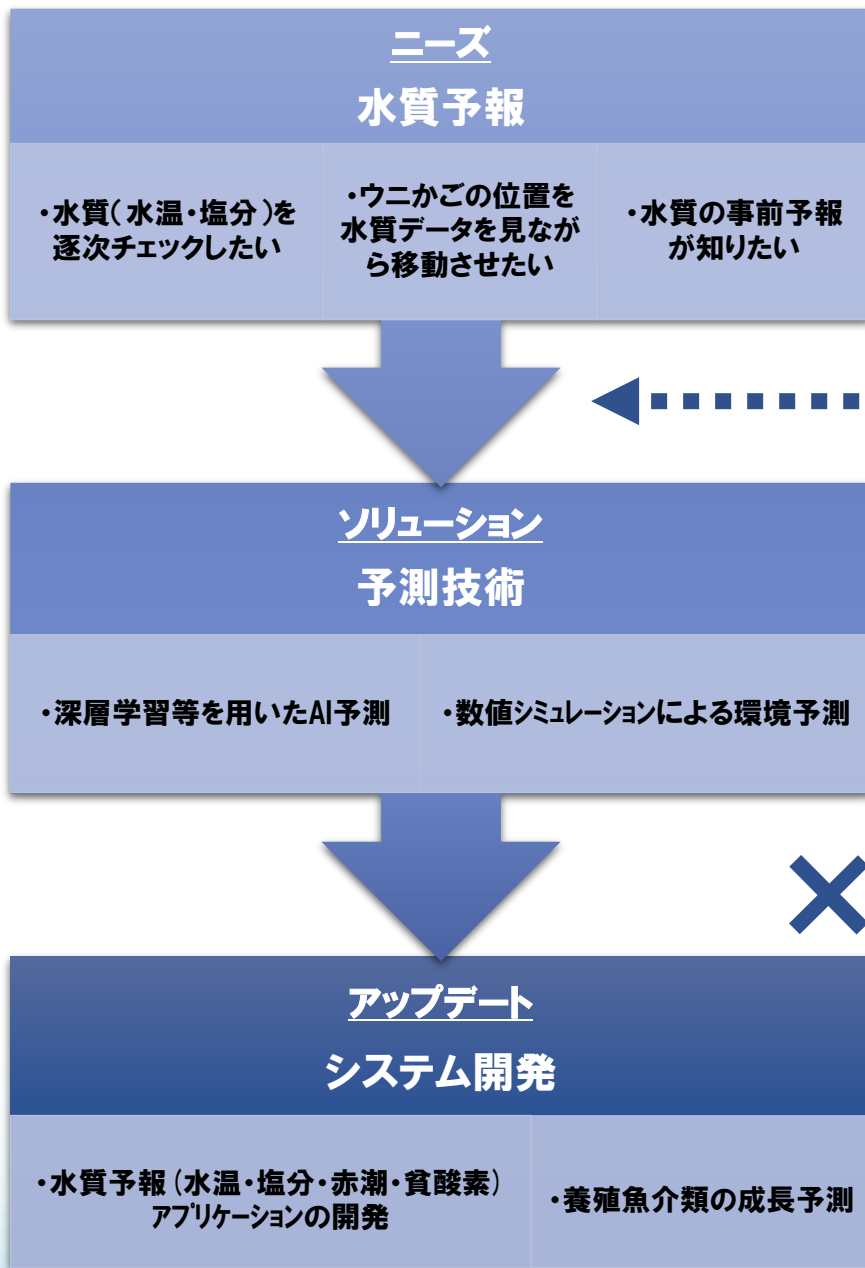 ニーズ
水質予報
・水質(水温・塩分)を
逐次チェックしたい
・ウニかごの位置を
水質データを見なが
ら移動させたい
・水質の事前予報
が知りたい
ソリューション
予測技術
・深層学習等を用いたAI予測
・数値シミュレーションによる環境予測
アップデート
システム開発
・水質予報(水温・塩分・赤潮・貧酸素)
アプリケーションの開発
・養殖魚介類の成長予測